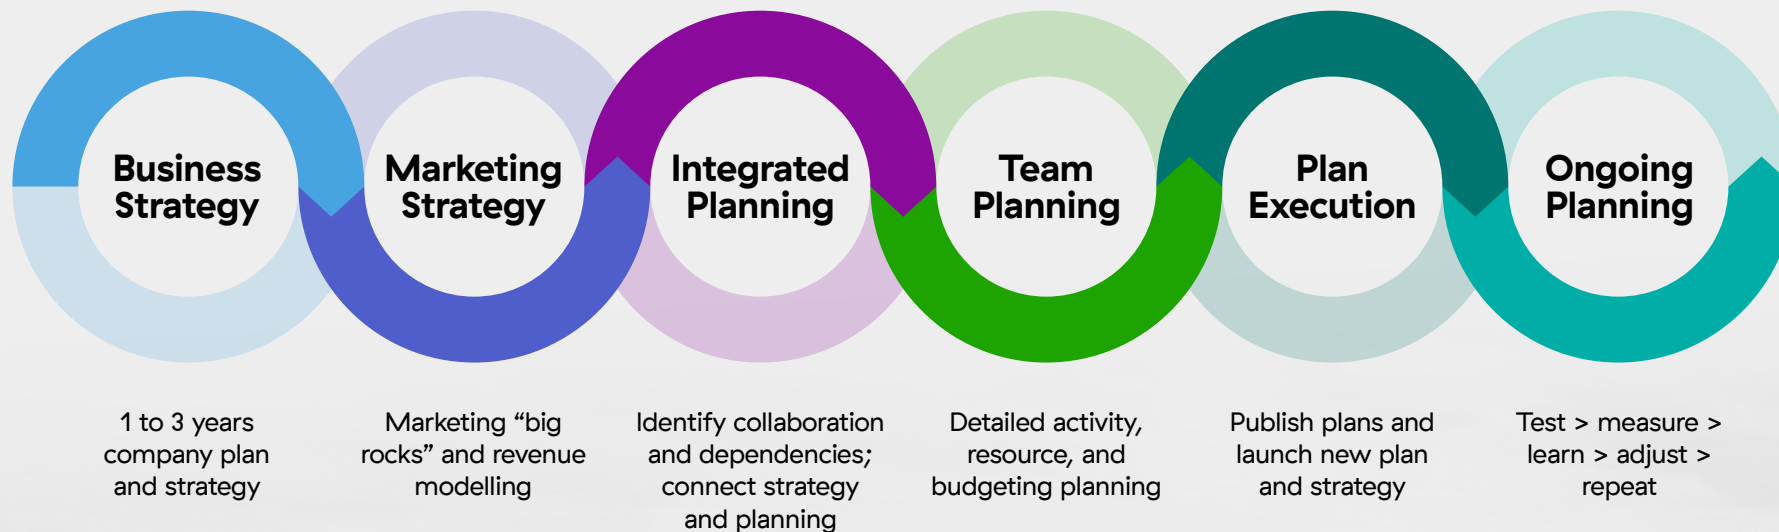 Business
Strategy
Marketing
Strategy
Integrated
Planning
Team
Planning
Plan
Execution
Ongoing
Planning
1 to 3 years
company plan
and strategy
Marketing “big
rocks” and revenue
modelling
Identify collaboration
and dependencies;
connect strategy
and planning
Detailed activity,
resource, and
budgeting planning
Publish plans and
launch new plan
and strategy
Test > measure >
learn > adjust >
repeat